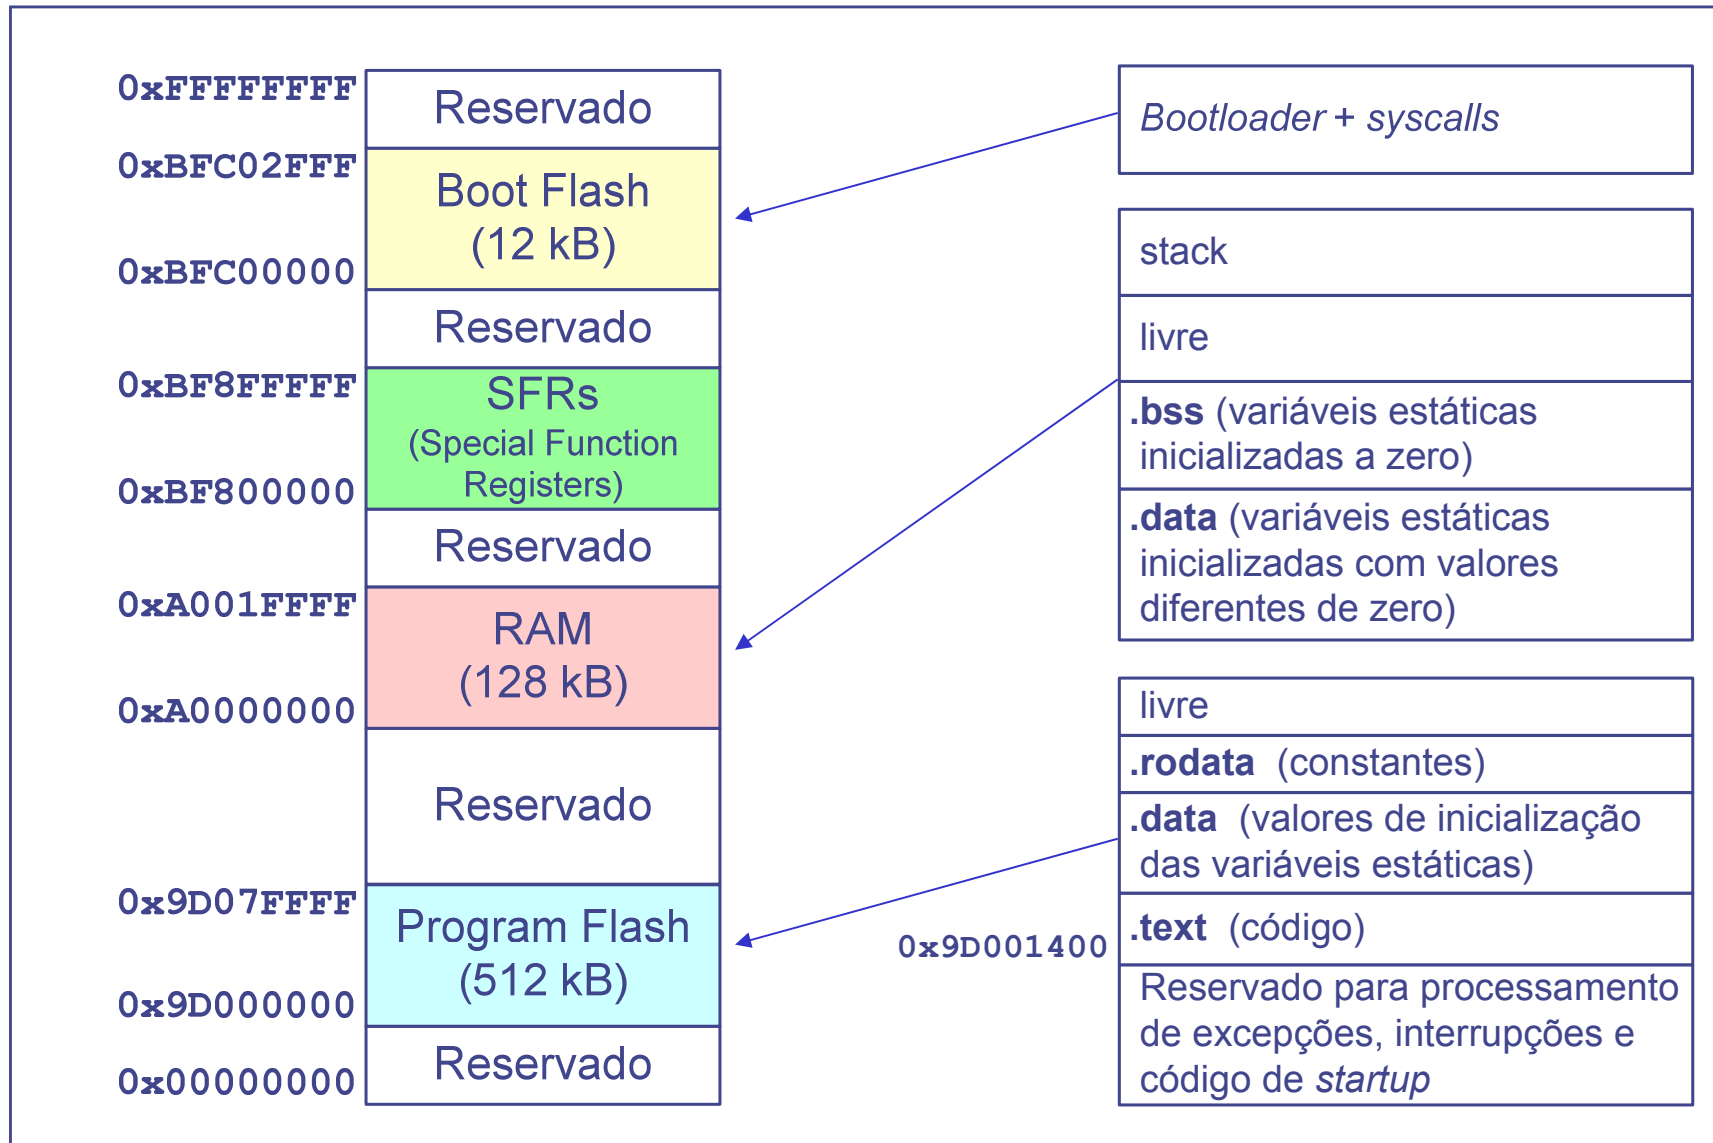 0xFFFFFFFF
Reservado
0xBFC02FFF
Boot Flash
(12 kB)
0xBFC00000
Reservado
0xBF8FFFFF
SFRs
(Special Function
Registers)
0xBF800000
Reservado
0xA001FFFF
RAM
(128 kB)
0xA0000000
Reservado
0x9D07FFFF
Program Flash
(512 kB)
0x9D000000
Reservado
0x00000000
Bootloader + syscalls
stack
livre
.bss (variáveis estáticas
inicializadas a zero)
.data (variáveis estáticas
inicializadas com valores
diferentes de zero)
livre
.rodata (constantes)
.data (valores de inicialização
das variáveis estáticas)
0x9D001400
.text (código)
Reservado para processamento
de excepções, interrupções e
código de startup